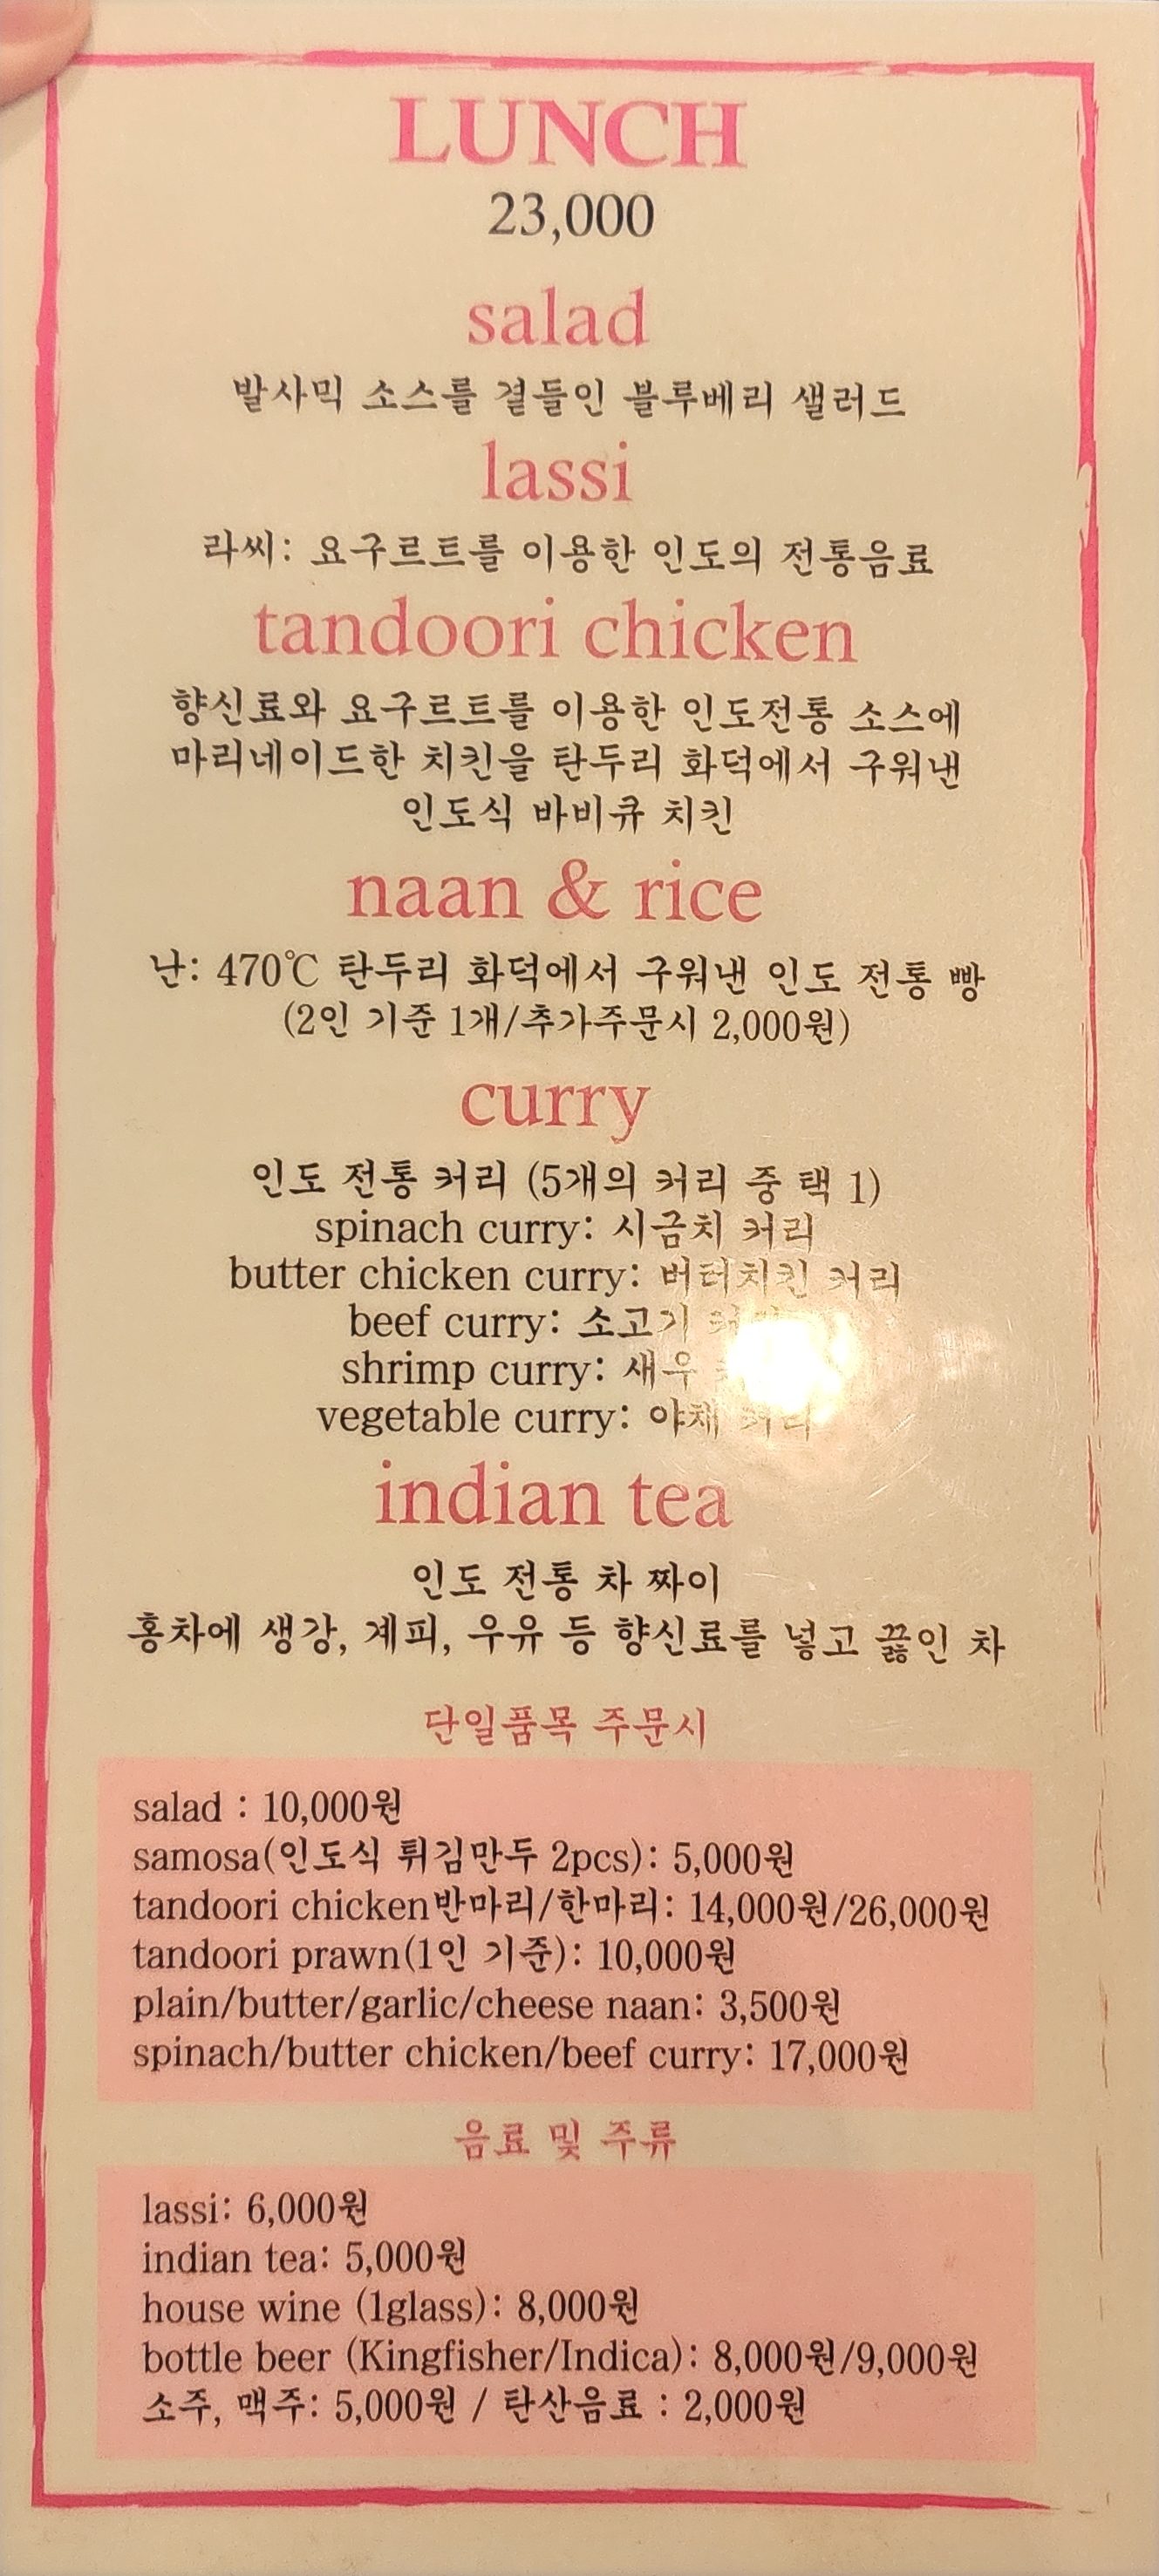 LUNCH
23,000
salad
발사믹 소스를 곁들인 블루베리 샐러드
lassi
라씨: 요구르트를 이용한 인도의 전통음료
tandoori chicken
향신료와 요구르트를 이용한 인도전통 소스에
마리네이드한 치킨을 탄두리 화덕에서 구워낸
인도식 바비큐 치킨
naan & rice
난: 470℃ 탄두리 화덕에서 구워낸 인도 전통 빵
(2인 기준 1개/추가주문시 2,000원)
curry
인도 전통 커리 (5개의 커리 중 택 1)
spinach curry: 시금치 커리
butter chicken curry: 버터치킨 커리
beef curry: 소고기
shrimp curry: 새우
vegetable curry: 야채 커리
indian tea
인도 전통 차 짜이
홍차에 생강, 계피, 우유 등 향신료를 넣고 끓인 차
단일품목 주문시
salad : 10,000원
samosa(인도식 튀김만두 2pcs): 5,000원
tandoori chicken반마리/한마리: 14,000원/26,000원
tandoori prawn(1인 기준): 10,000원
plain/butter/garlic/cheese naan: 3,500원
spinach/butter chicken/beef curry: 17,000원
음료 및 주류
lassi: 6,000원
indian tea: 5,000원
house wine (1glass): 8,000원
bottle beer (Kingfisher/Indica): 8,000원/9,000원
소주, 맥주: 5,000원 / 탄산음료 : 2,000원